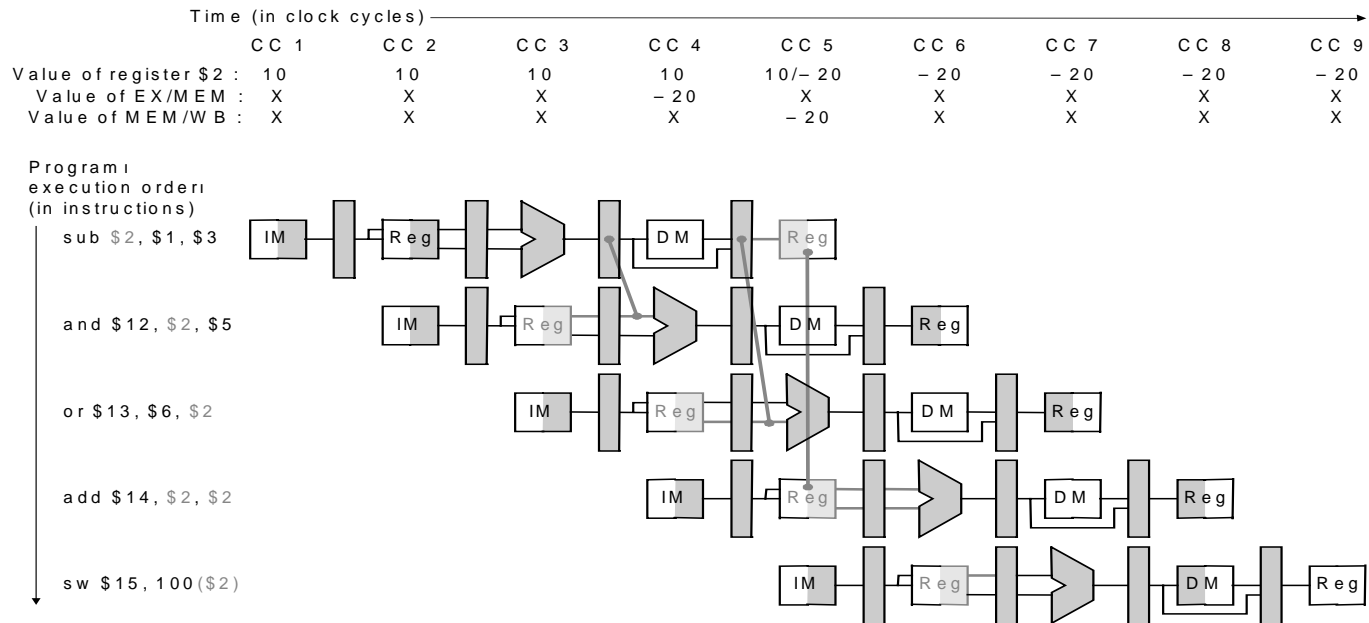 Time (in clock cycles)
CC 1 CC 2 CC 3 CC 4 CC 5 CC 6 CC 7 CC 8 CC 9
Value of register $2 : 10 10 10 10 10/– 20 – 20 – 20 – 20 – 20
Value of EX/MEM : X X X – 20 X X X X X
Value of MEM/WB : X X X X – 20 X X X X
Program
execution order
(in instructions)
sub $2, $1, $3 IM Reg DM Reg
and $12, $2, $5 IM Reg DM Reg
or $13, $6, $2 IM Reg DM Reg
add $14, $2, $2 IM Reg DM Reg
sw $15, 100($2) IM Reg DM Reg